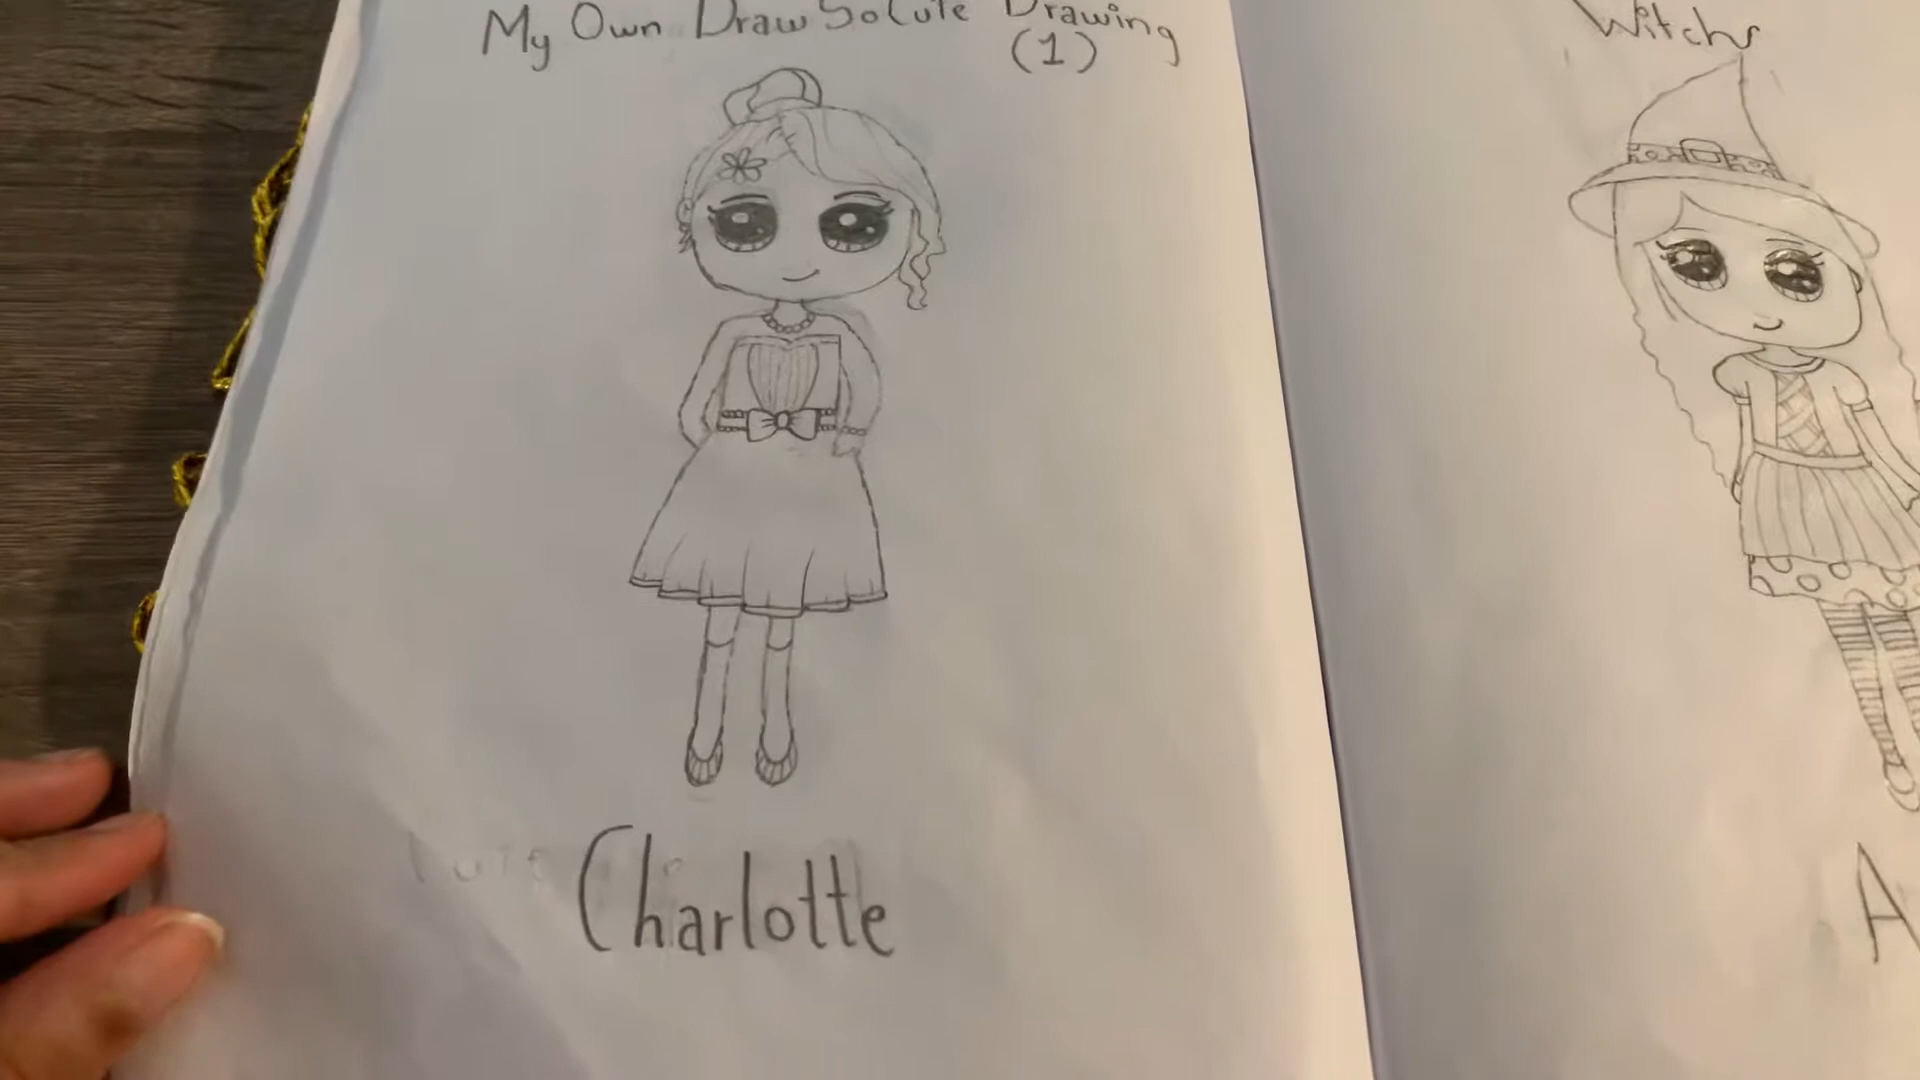 My Own Draw So Cute Drawing
(1)
Charlotte
Witchs
A